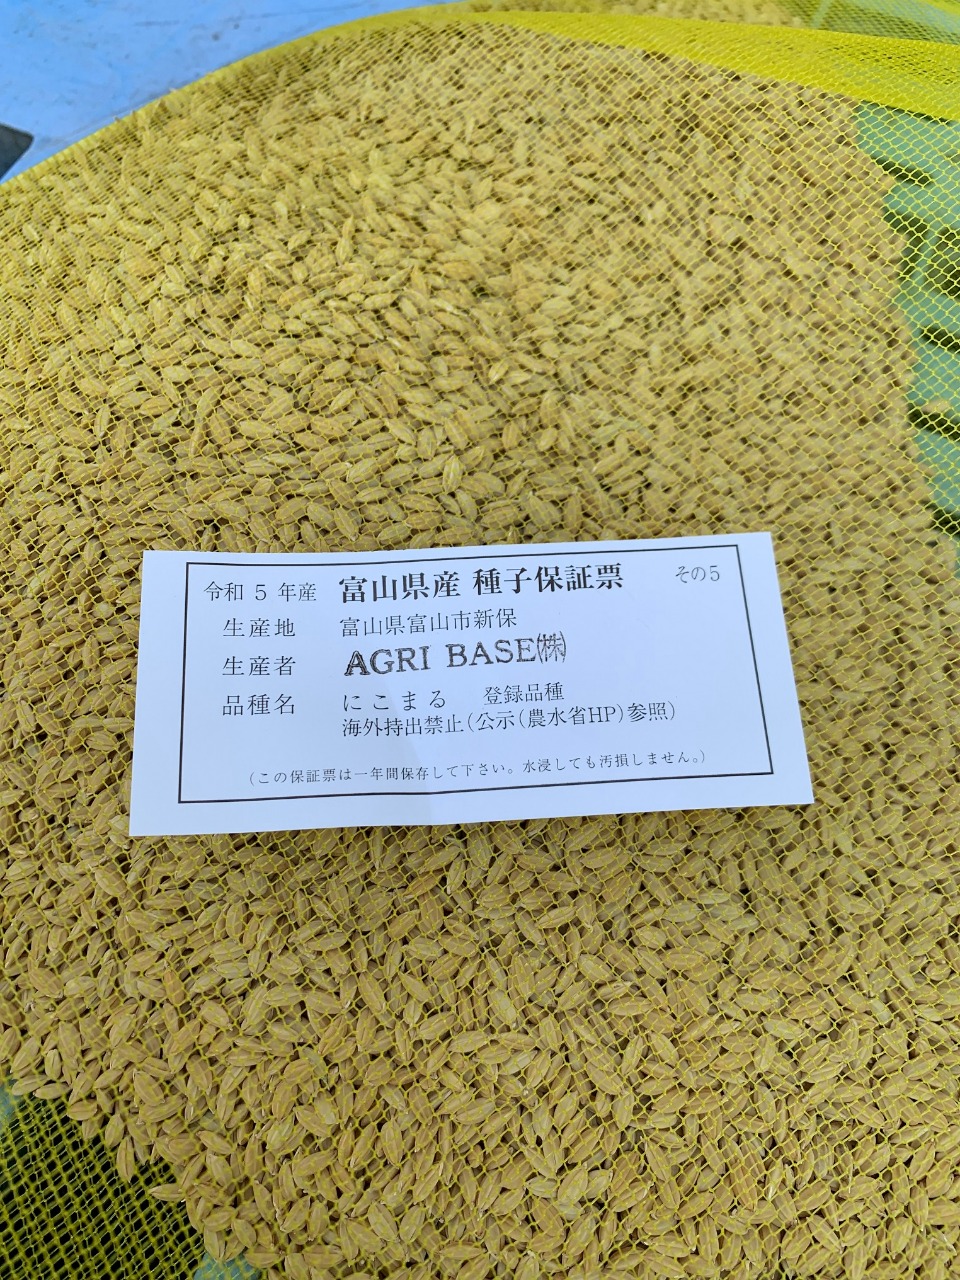 令和 5 年産 富山県産 種子保証票 その5
生産地 富山県富山市新保
生産者 AGRI BASE㈱
品種名 にこまる 登録品種
海外持出禁止(公示(農水省HP)参照)
(この保証票は一年間保存して下さい。水浸しても汚損しません。)